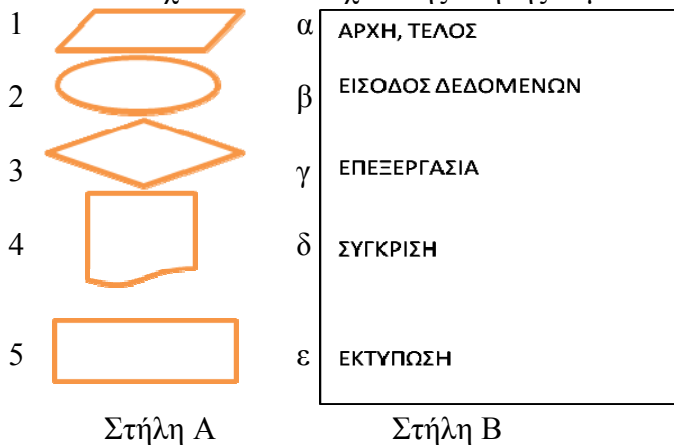 1 α ΑΡΧΗ, ΤΕΛΟΣ
2 β ΕΙΣΟΔΟΣ ΔΕΔΟΜΕΝΩΝ
3 γ ΕΠΕΞΕΡΓΑΣΙΑ
4 δ ΣΥΓΚΡΙΣΗ
5 ε ΕΚΤΥΠΩΣΗ
Στήλη Α Στήλη Β